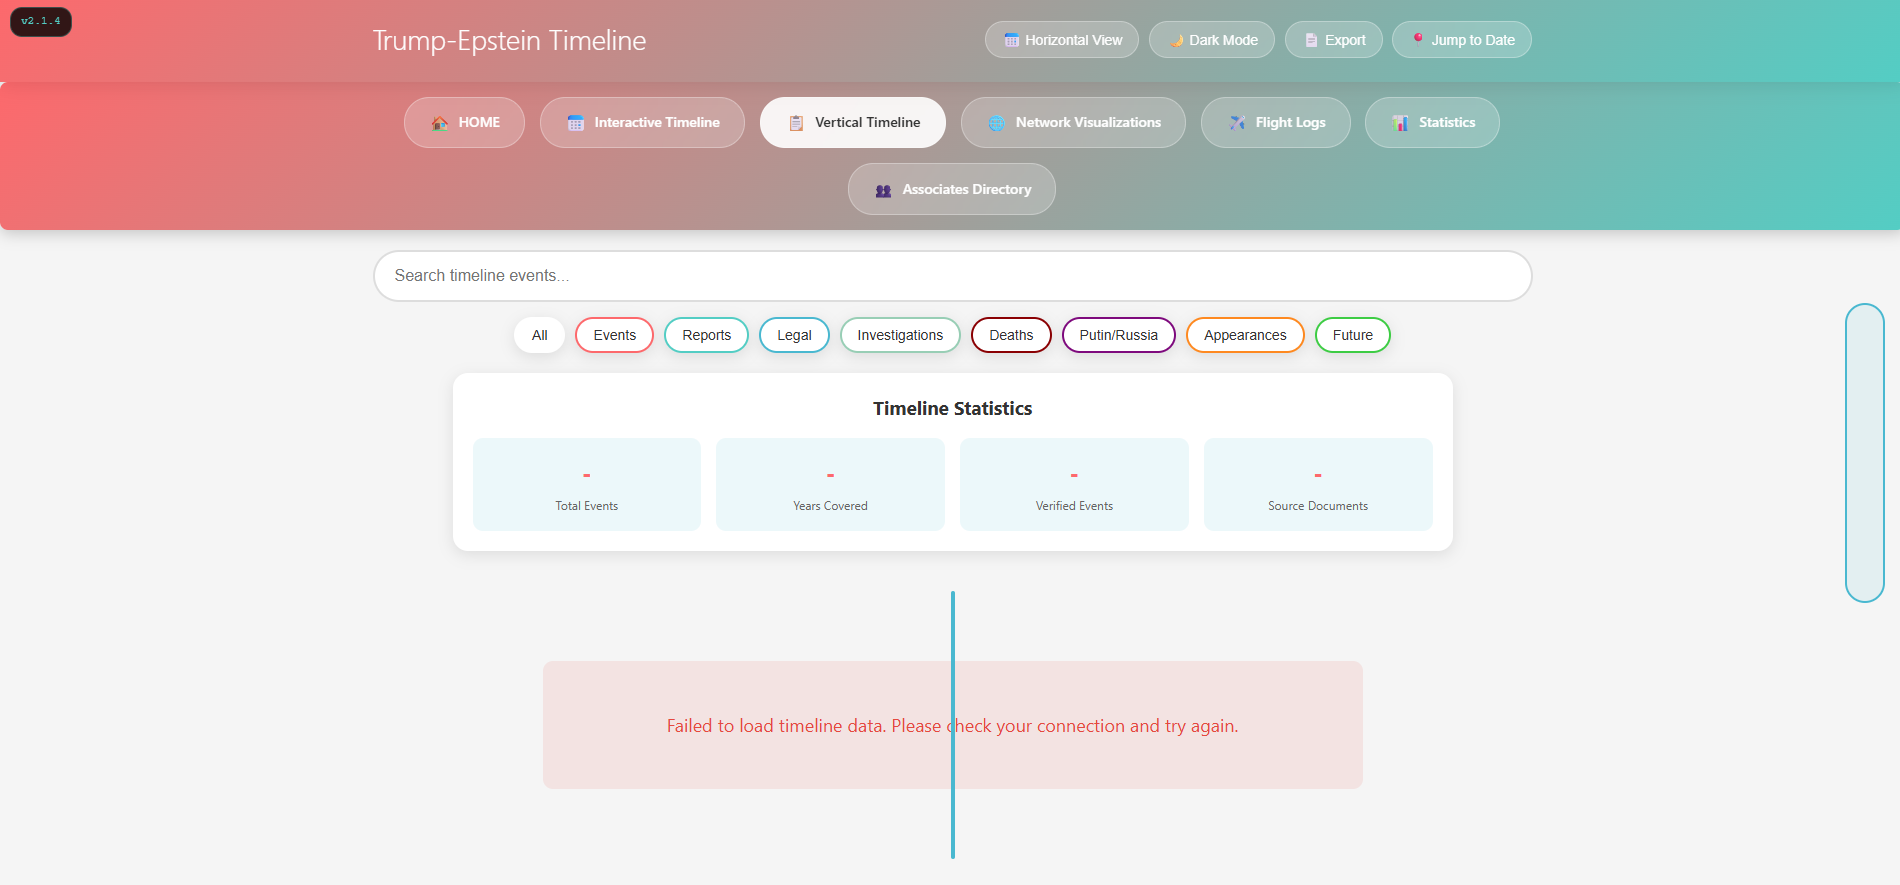 v2.1.4
Trump-Epstein Timeline
Horizontal View
Dark Mode
Export
Jump to Date
HOME
Interactive Timeline
Vertical Timeline
Network Visualizations
Flight Logs
Statistics
Associates Directory
Search timeline events...
All
Events
Reports
Legal
Investigations
Deaths
Putin/Russia
Appearances
Future
Timeline Statistics
-
Total Events
-
Years Covered
-
Verified Events
-
Source Documents
Failed to load timeline data. Please check your connection and try again.